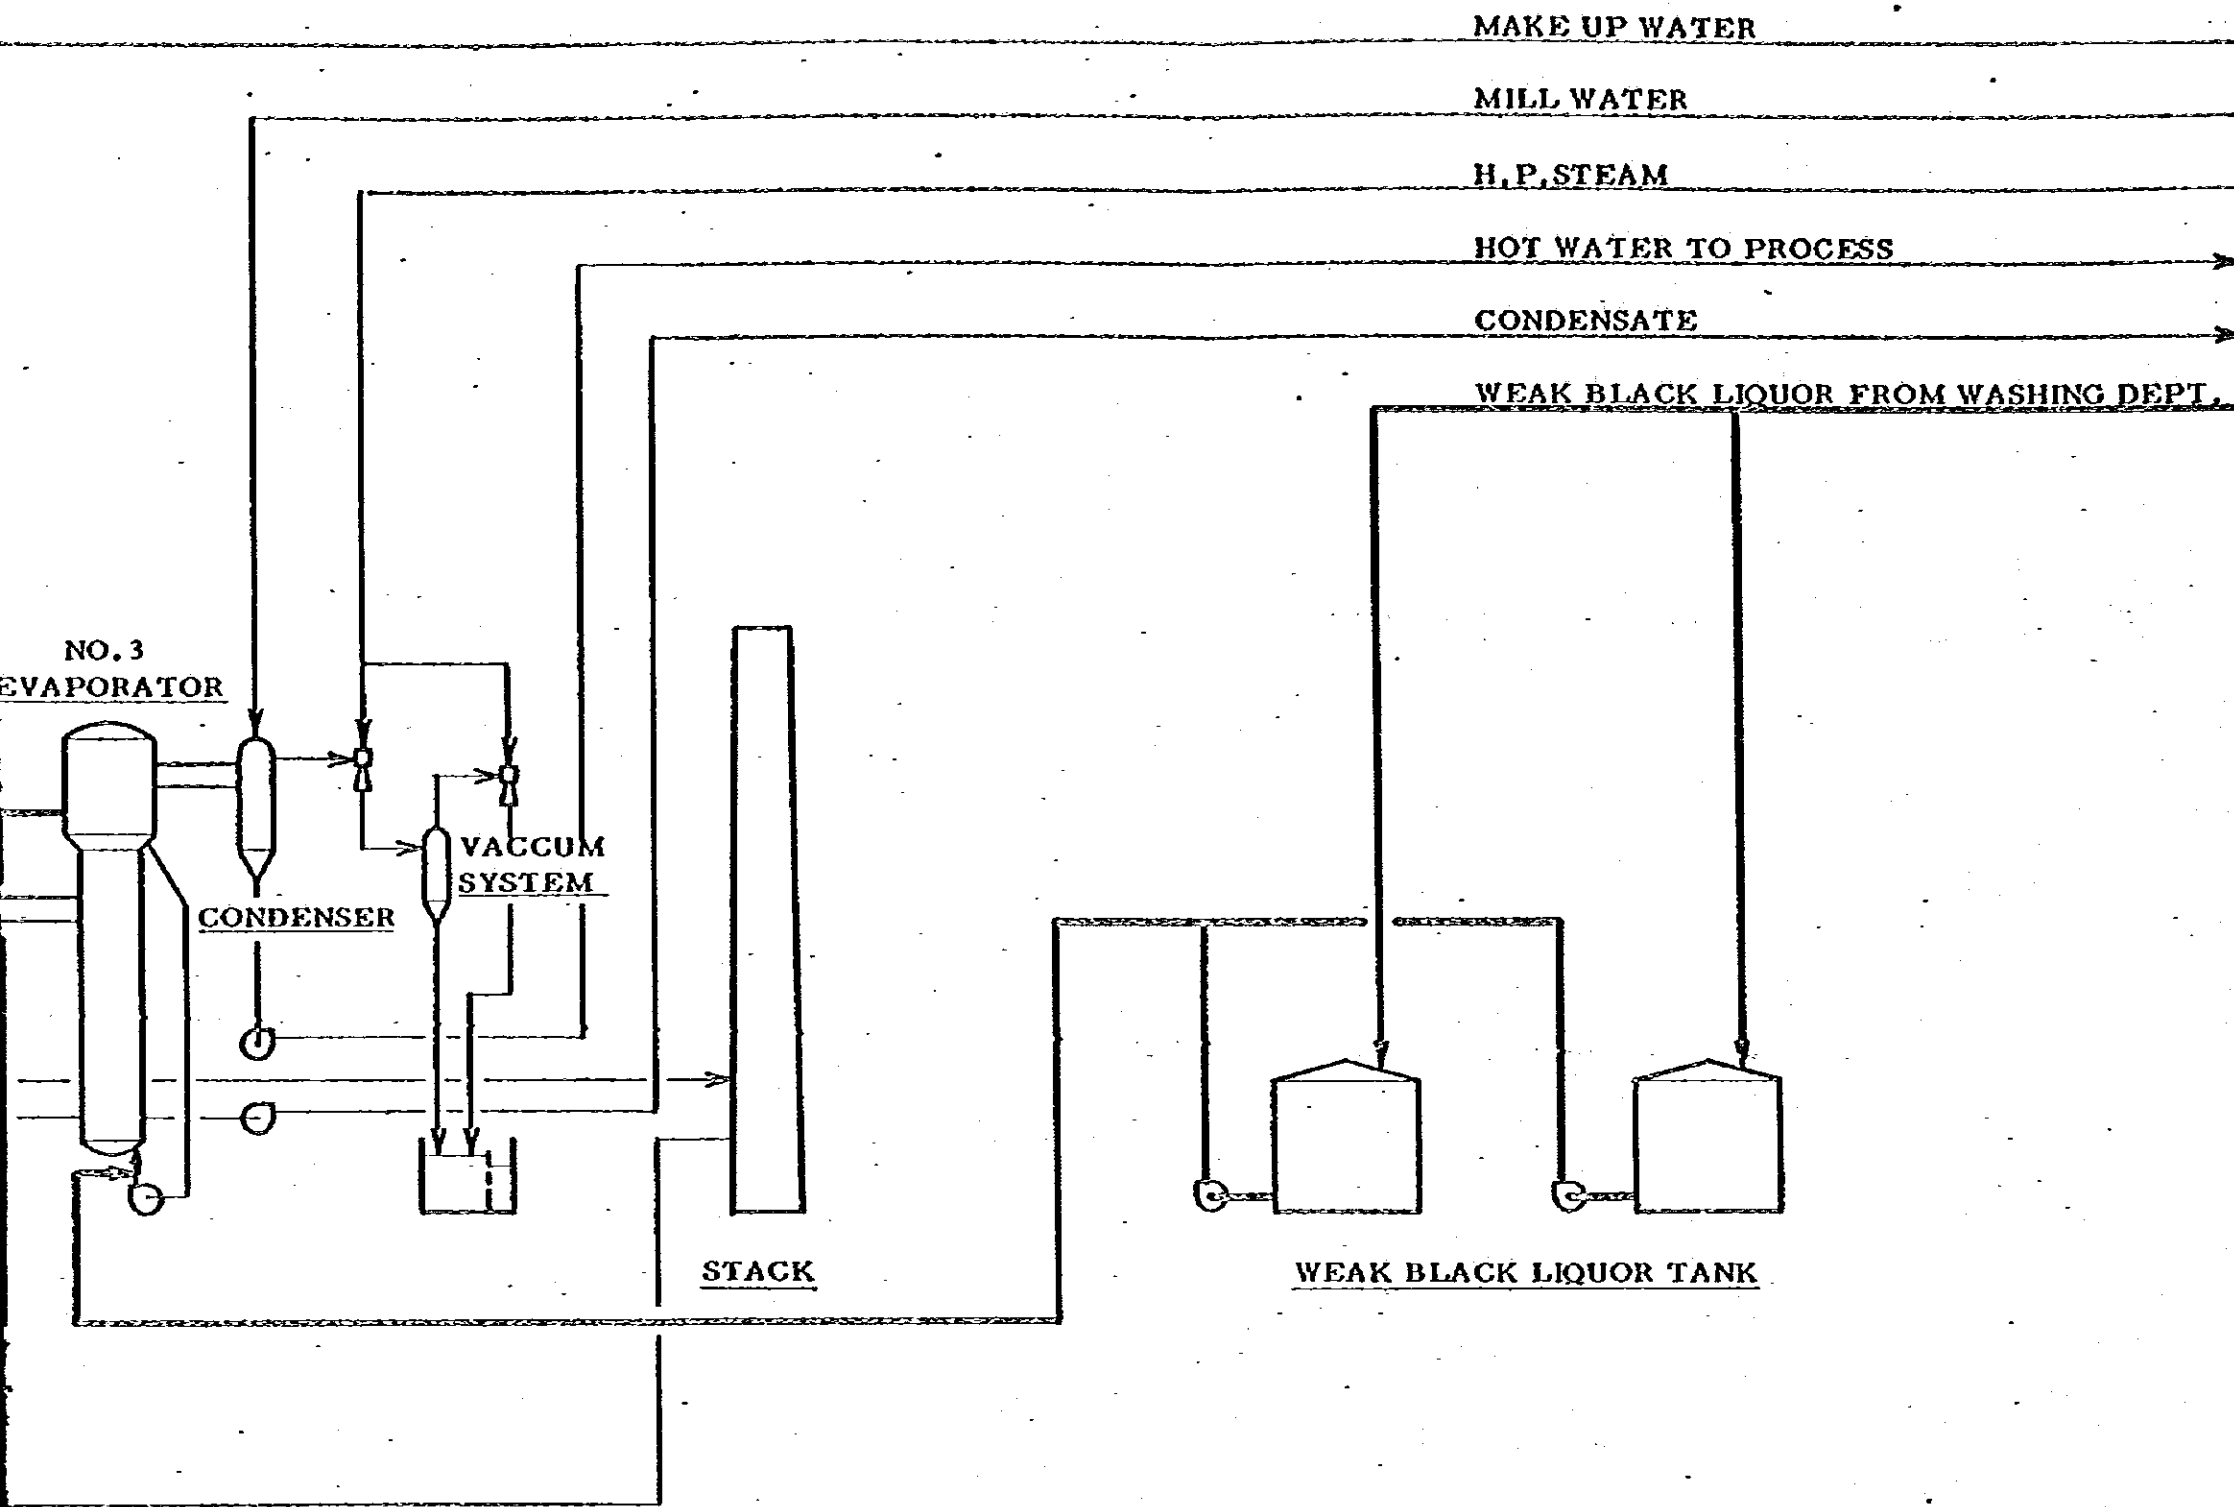 MAKE UP WATER
MILL WATER
H.P.STEAM
HOT WATER TO PROCESS
CONDENSATE
WEAK BLACK LIQUOR FROM WASHING DEPT.
NO.3
EVAPORATOR
VACCUM
SYSTEM
CONDENSER
STACK
WEAK BLACK LIQUOR TANK